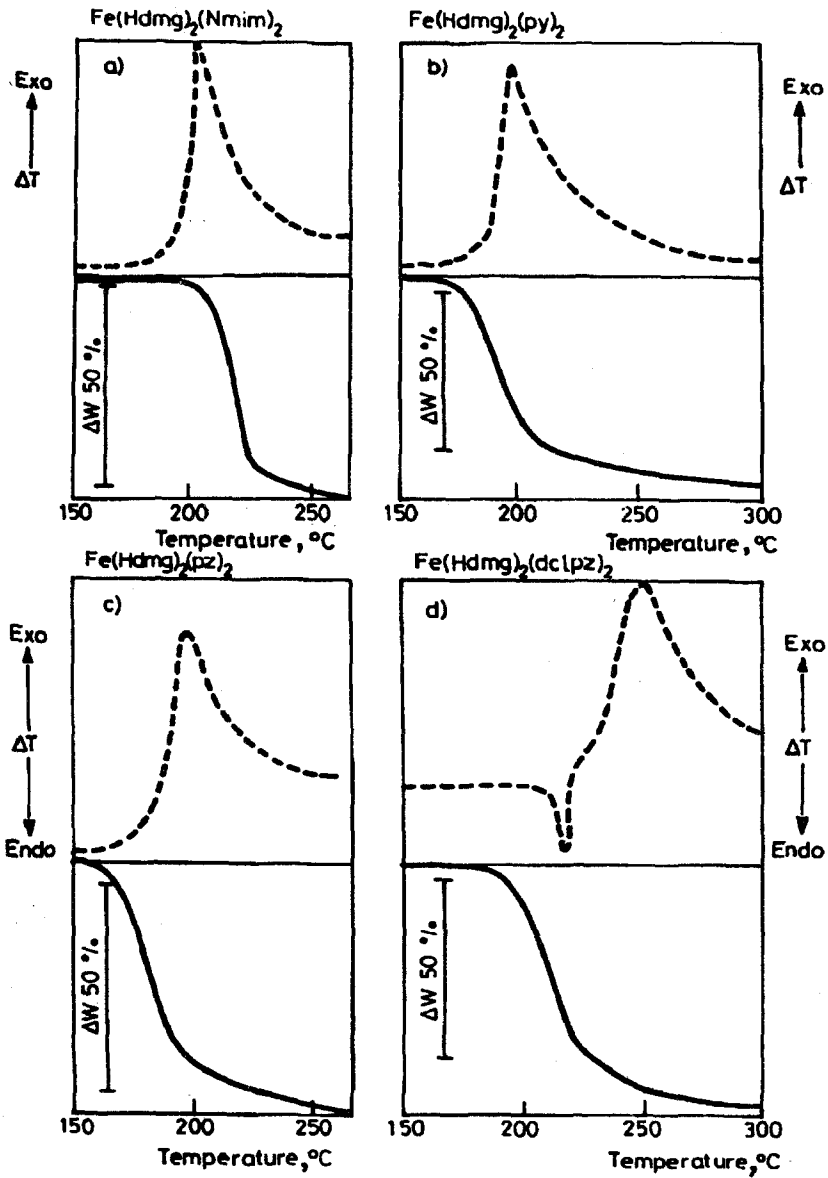 Fe(Hdmg)₂(Nmim)₂
a)
Exo
ΔT
ΔW 50 %
150 200 250
Temperature, °C
Fe(Hdmg)₂(py)₂
b)
Exo
ΔT
ΔW 50 %
150 200 250 300
Temperature, °C
Fe(Hdmg)₂(pz)₂
c)
Exo
ΔT
Endo
ΔW 50 %
150 200 250
Temperature, °C
Fe(Hdmg)₂(dclpz)₂
d)
Exo
ΔT
Endo
ΔW 50 %
150 200 250 300
Temperature, °C